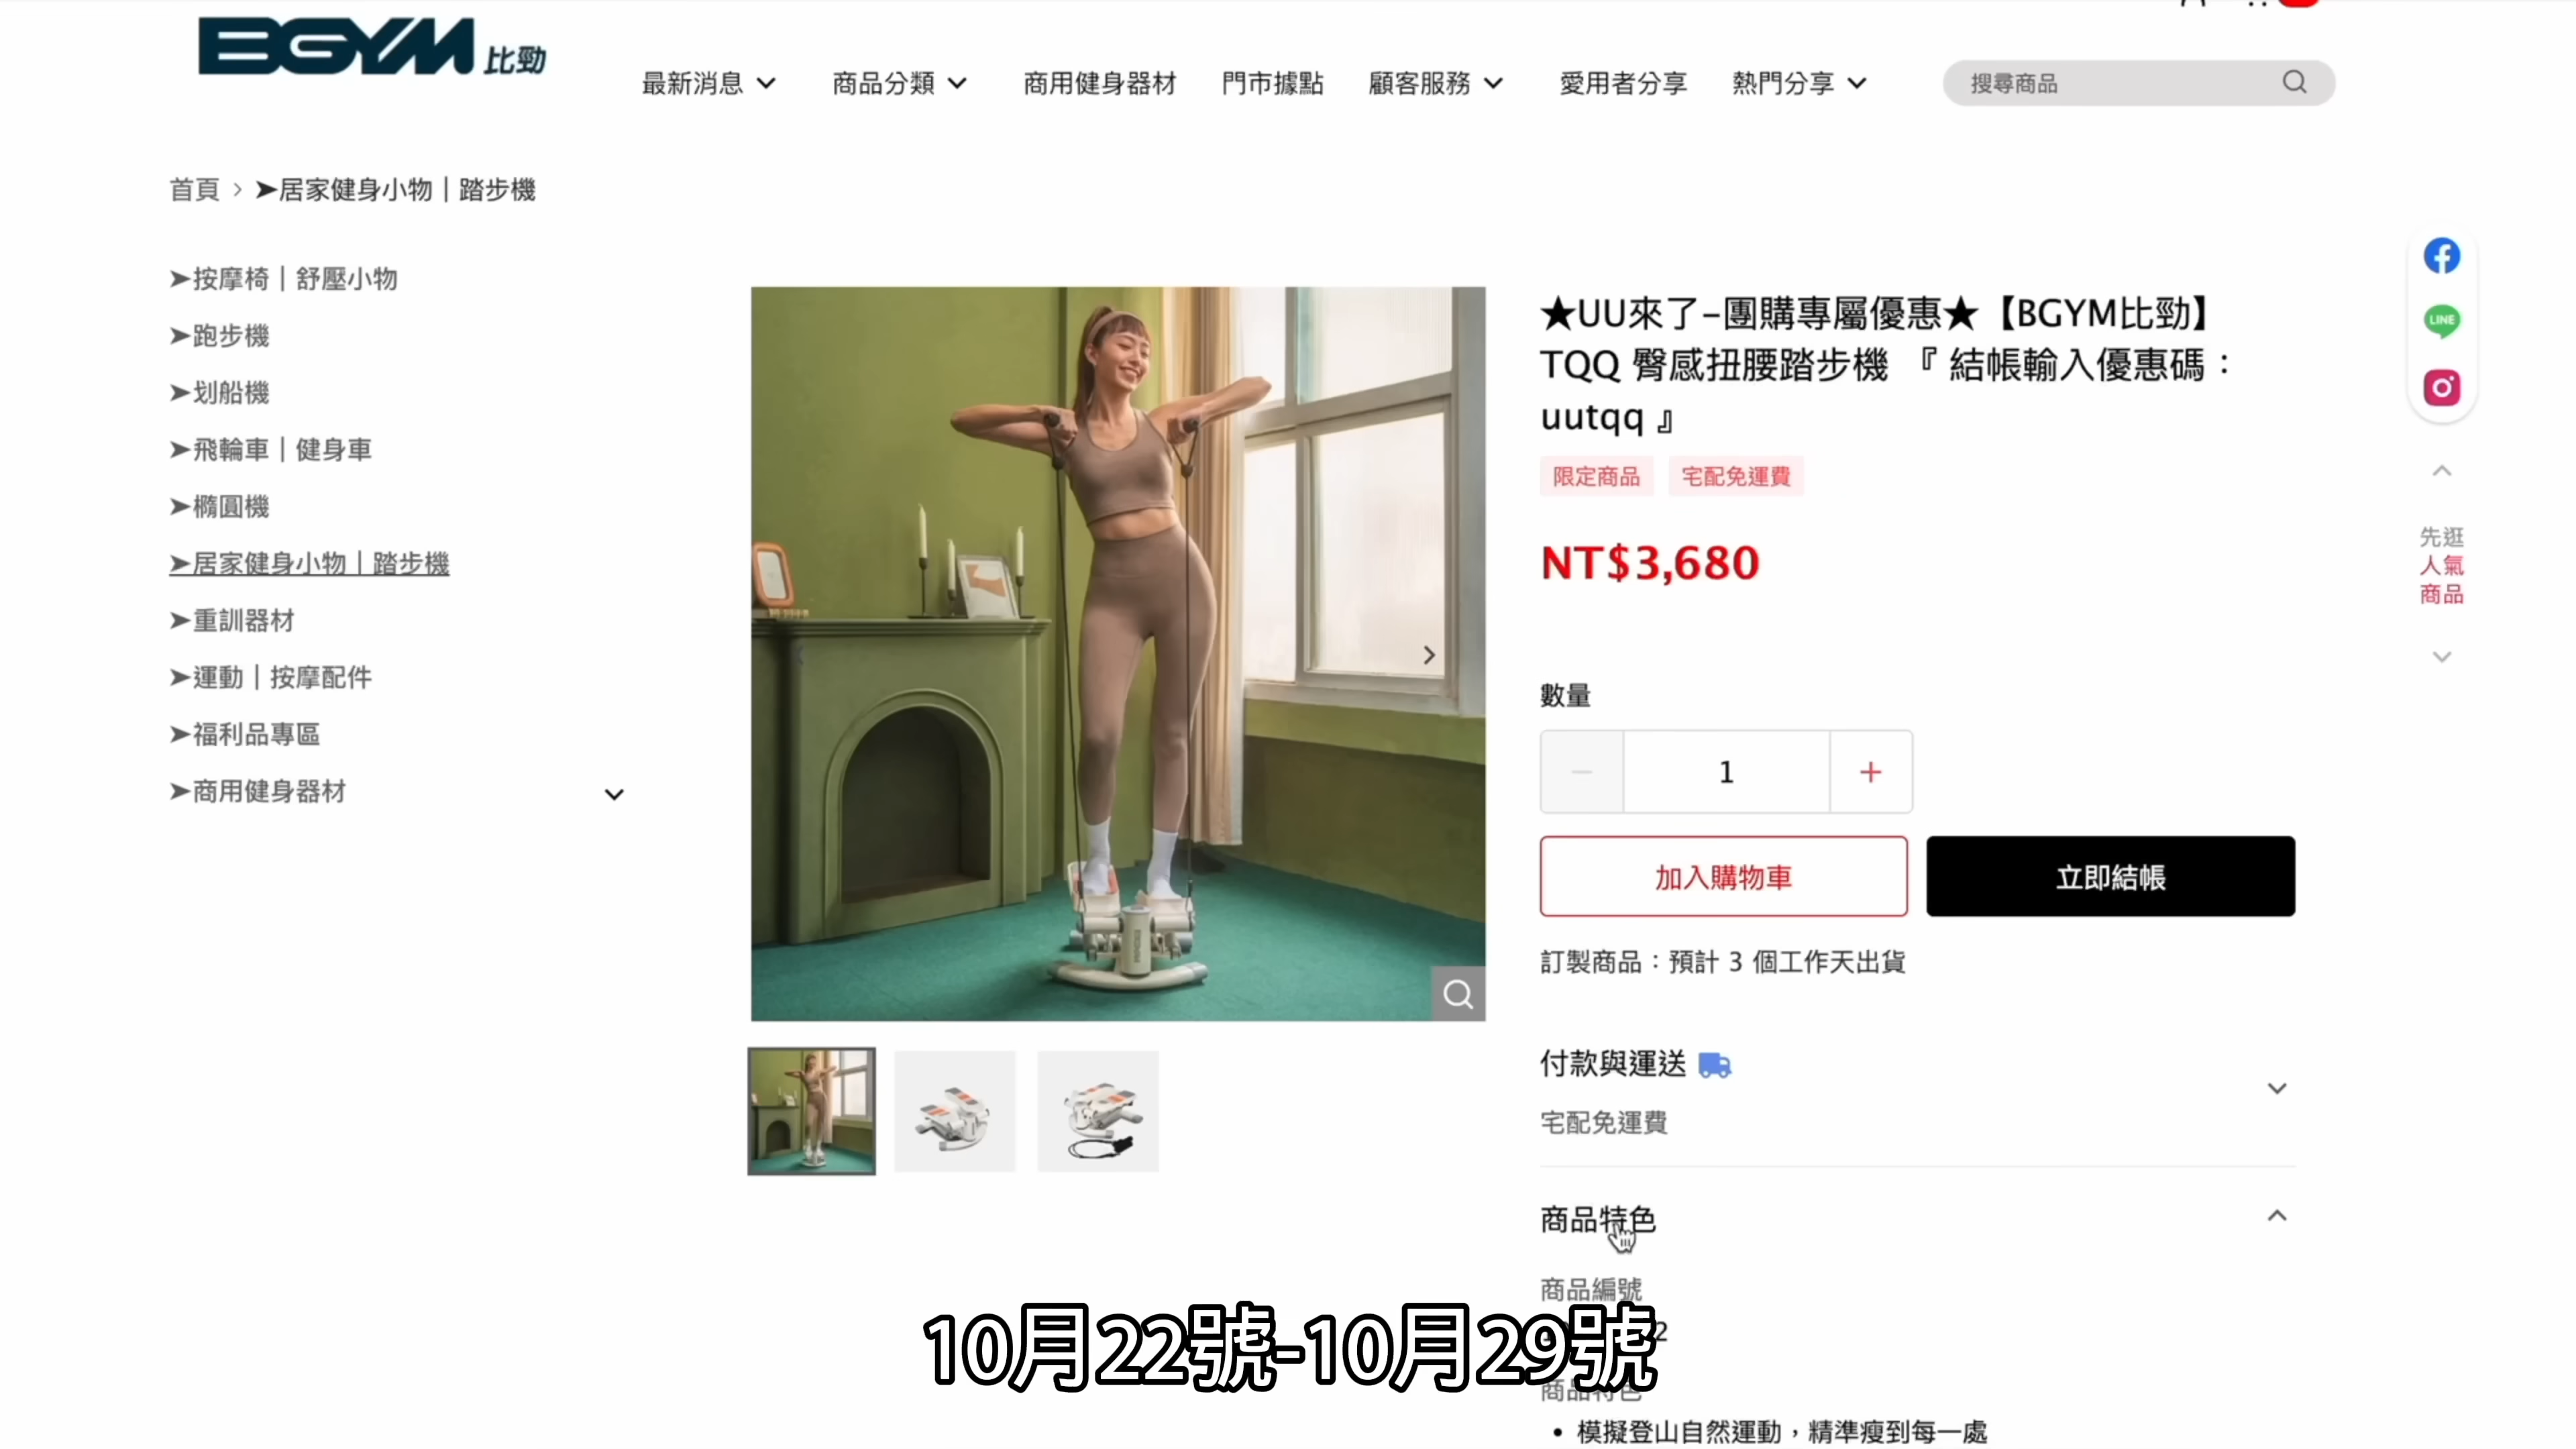 BGYM 比勁
最新消息
商品分類
商用健身器材
門市據點
顧客服務
愛用者分享
熱門分享
搜尋商品
首頁 > ➤居家健身小物｜踏步機
➤按摩椅｜舒壓小物
➤跑步機
➤划船機
➤飛輪車｜健身車
➤橢圓機
➤居家健身小物｜踏步機
➤重訓器材
➤運動｜按摩配件
➤福利品專區
➤商用健身器材
★UU來了-團購專屬優惠★【BGYM比勁】
TQQ 臀感扭腰踏步機 『 結帳輸入優惠碼：
uutqq 』
限定商品
宅配免運費
NT$3,680
數量
1
加入購物車
立即結帳
訂製商品：預計 3 個工作天出貨
付款與運送
宅配免運費
商品特色
商品編號
商品特色
• 模擬登山自然運動，精準瘦到每一處
LINE
先逛
人氣
商品
10月22號-10月29號